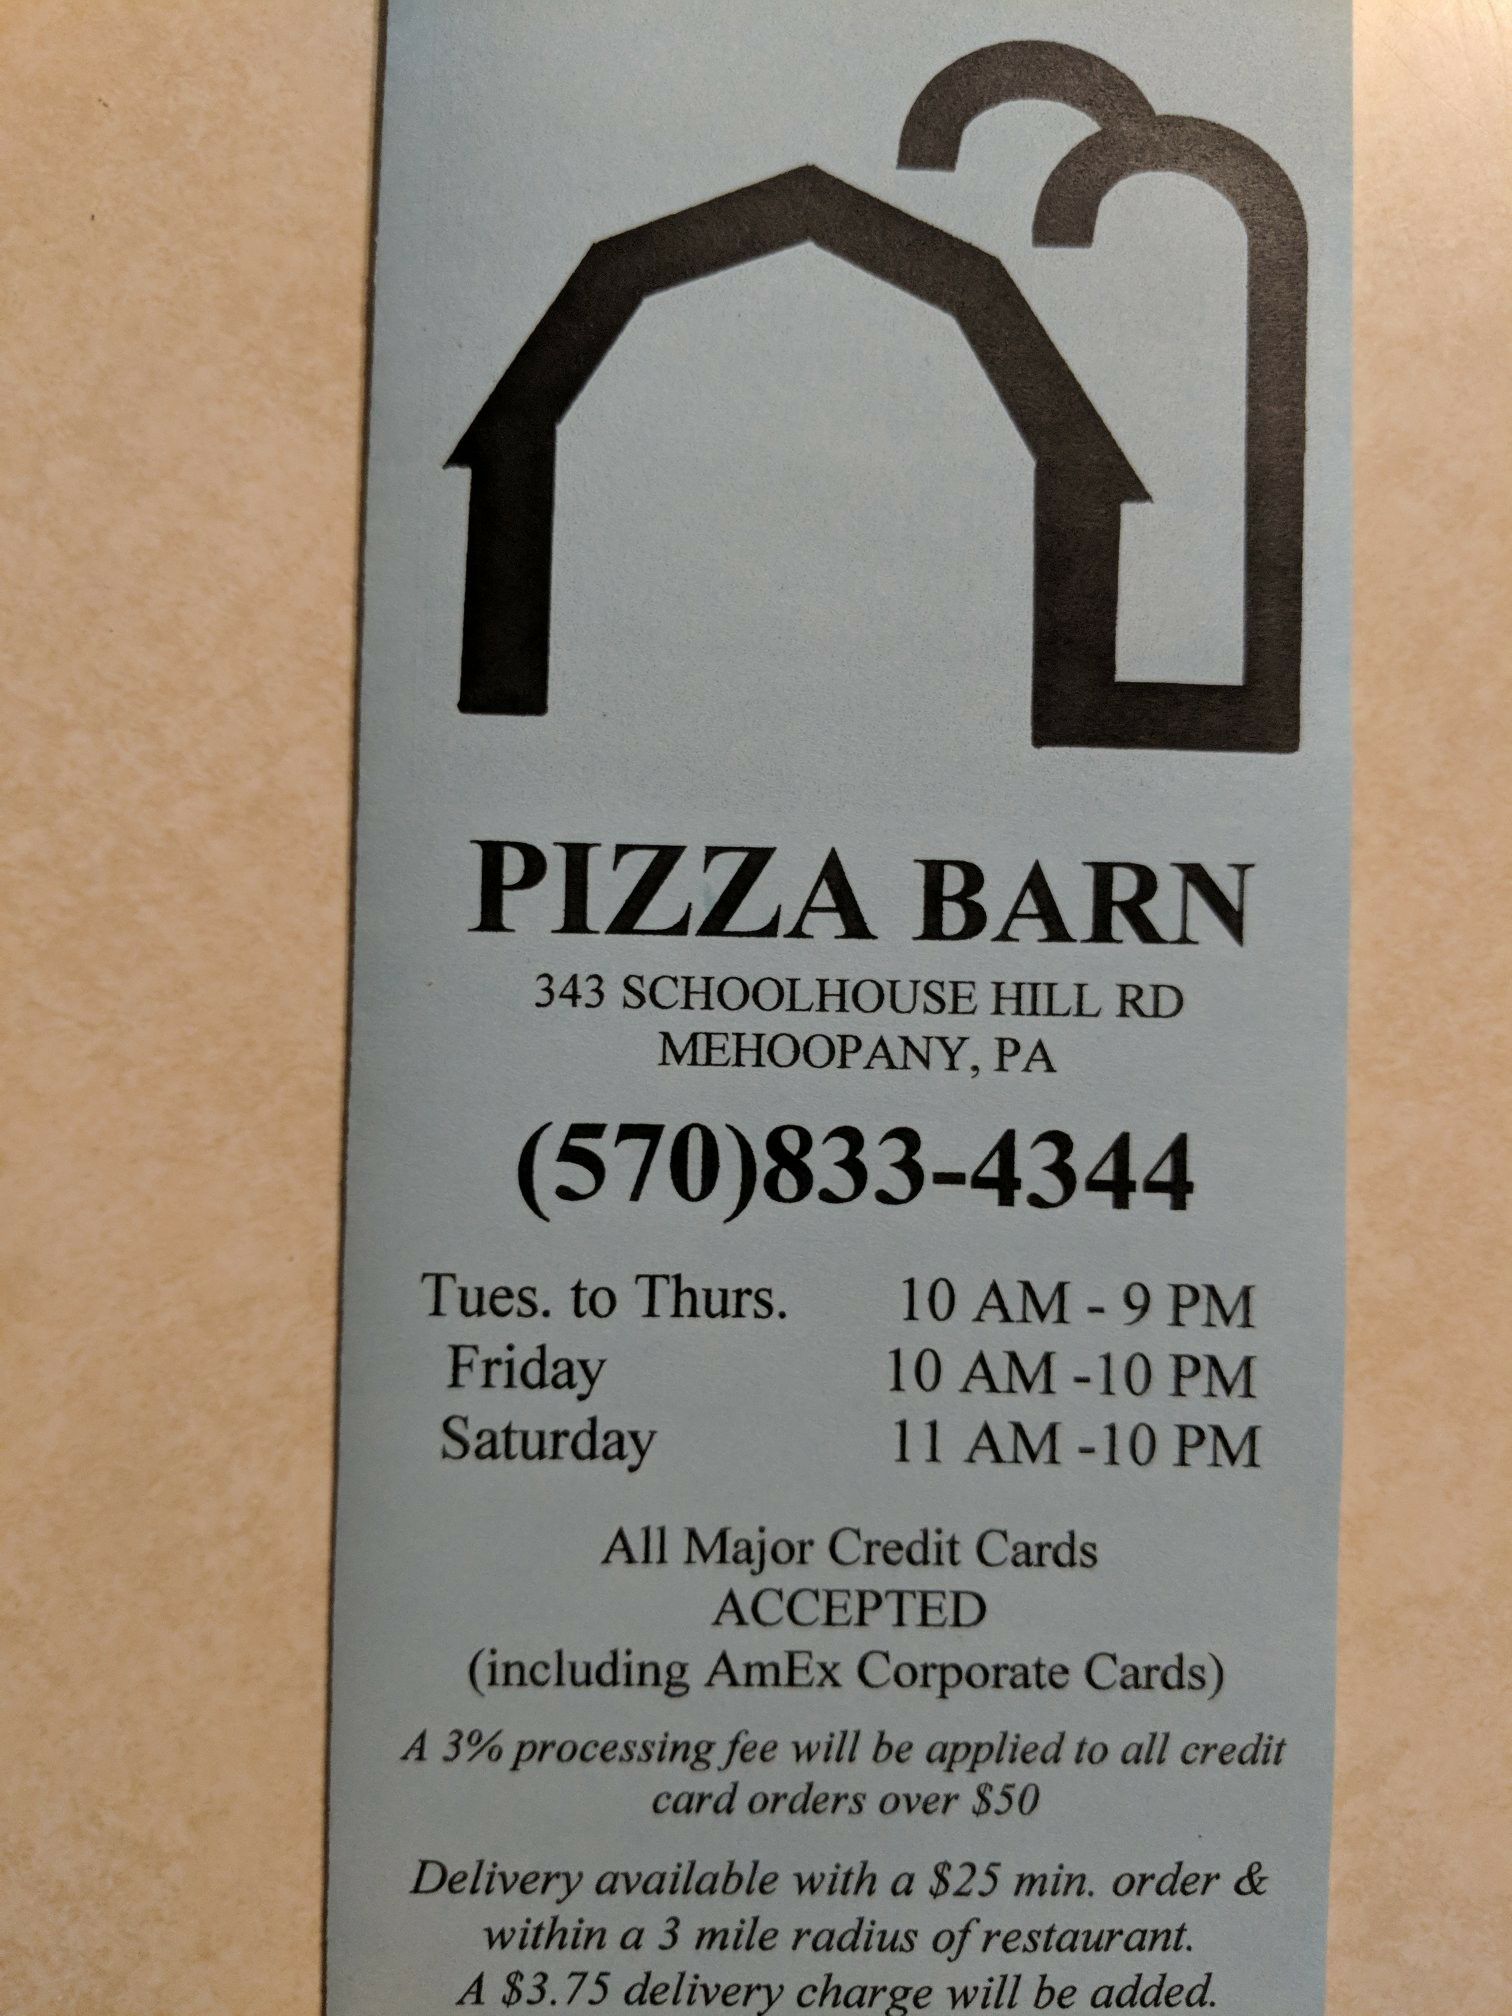 PIZZA BARN
343 SCHOOLHOUSE HILL RD
MEHOOPANY, PA
(570)833-4344
Tues. to Thurs. 10 AM - 9 PM
Friday 10 AM -10 PM
Saturday 11 AM -10 PM
All Major Credit Cards
ACCEPTED
(including AmEx Corporate Cards)
A 3% processing fee will be applied to all credit
card orders over $50
Delivery available with a $25 min. order &
within a 3 mile radius of restaurant.
A $3.75 delivery charge will be added.